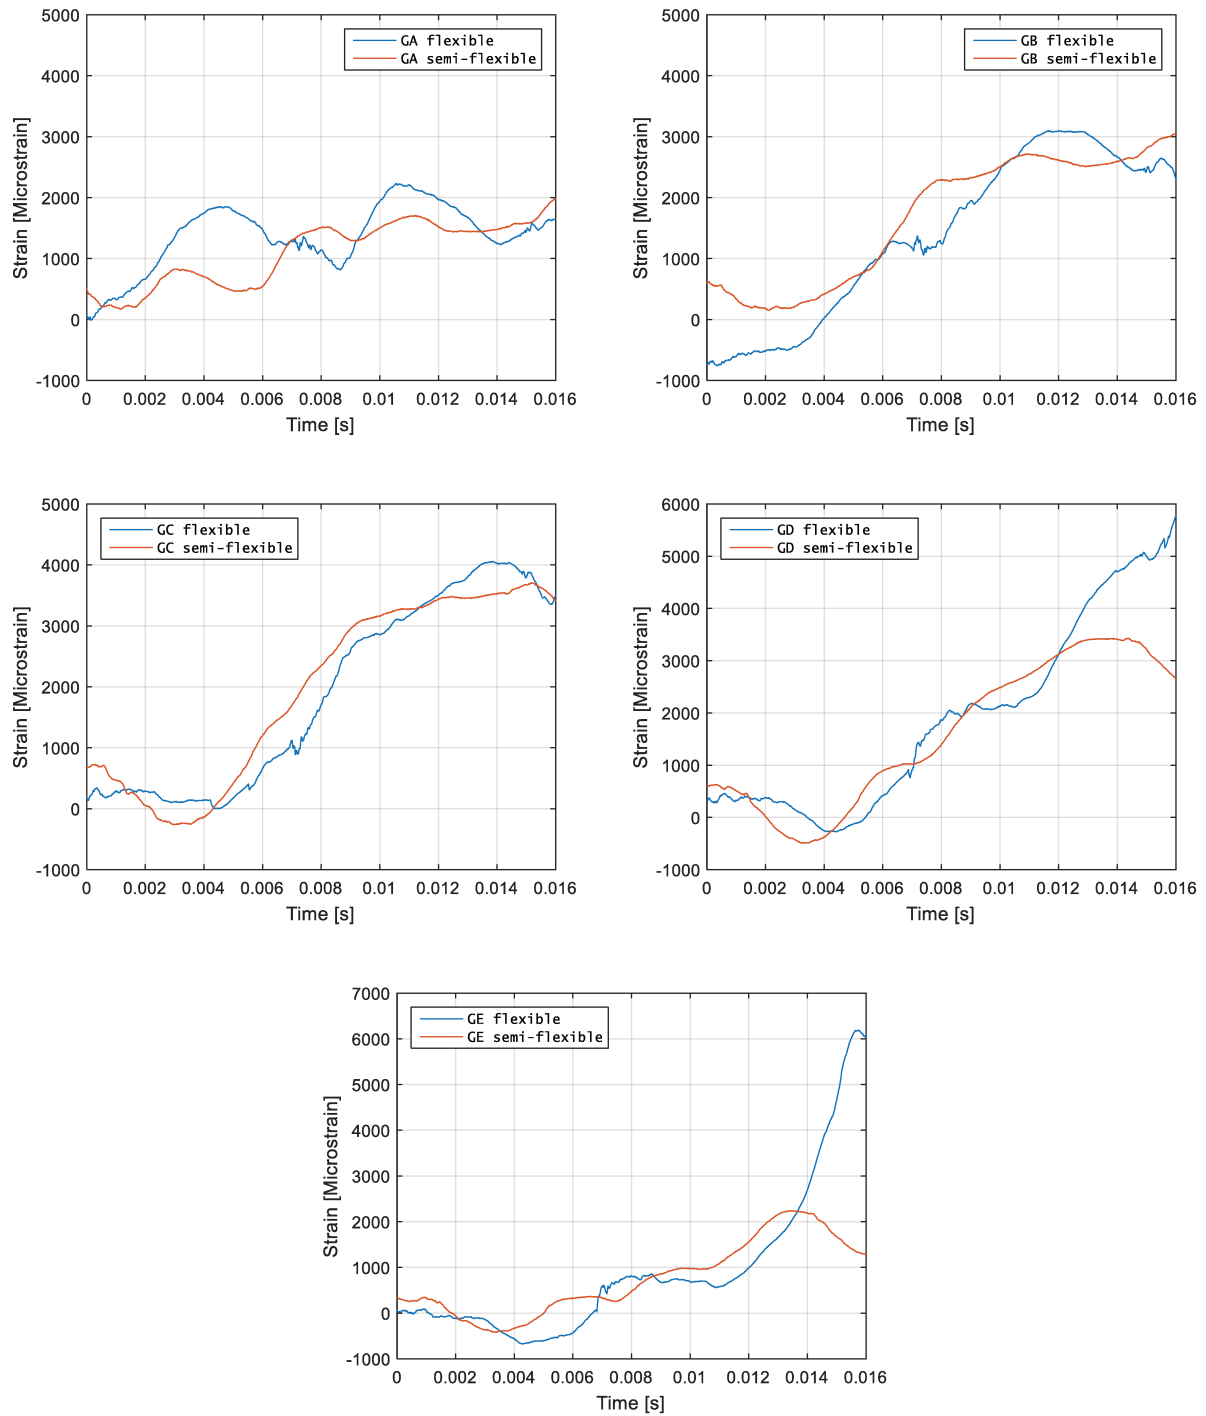 5000
4000
3000
2000
1000
0
-1000
Strain [Microstrain]
GA flexible
GA semi-flexible
0 0.002 0.004 0.006 0.008 0.01 0.012 0.014 0.016
Time [s]
5000
4000
3000
2000
1000
0
-1000
Strain [Microstrain]
GB flexible
GB semi-flexible
0 0.002 0.004 0.006 0.008 0.01 0.012 0.014 0.016
Time [s]
5000
4000
3000
2000
1000
0
-1000
Strain [Microstrain]
GC flexible
GC semi-flexible
0 0.002 0.004 0.006 0.008 0.01 0.012 0.014 0.016
Time [s]
6000
5000
4000
3000
2000
1000
0
-1000
Strain [Microstrain]
GD flexible
GD semi-flexible
0 0.002 0.004 0.006 0.008 0.01 0.012 0.014 0.016
Time [s]
7000
6000
5000
4000
3000
2000
1000
0
-1000
Strain [Microstrain]
GE flexible
GE semi-flexible
0 0.002 0.004 0.006 0.008 0.01 0.012 0.014 0.016
Time [s]